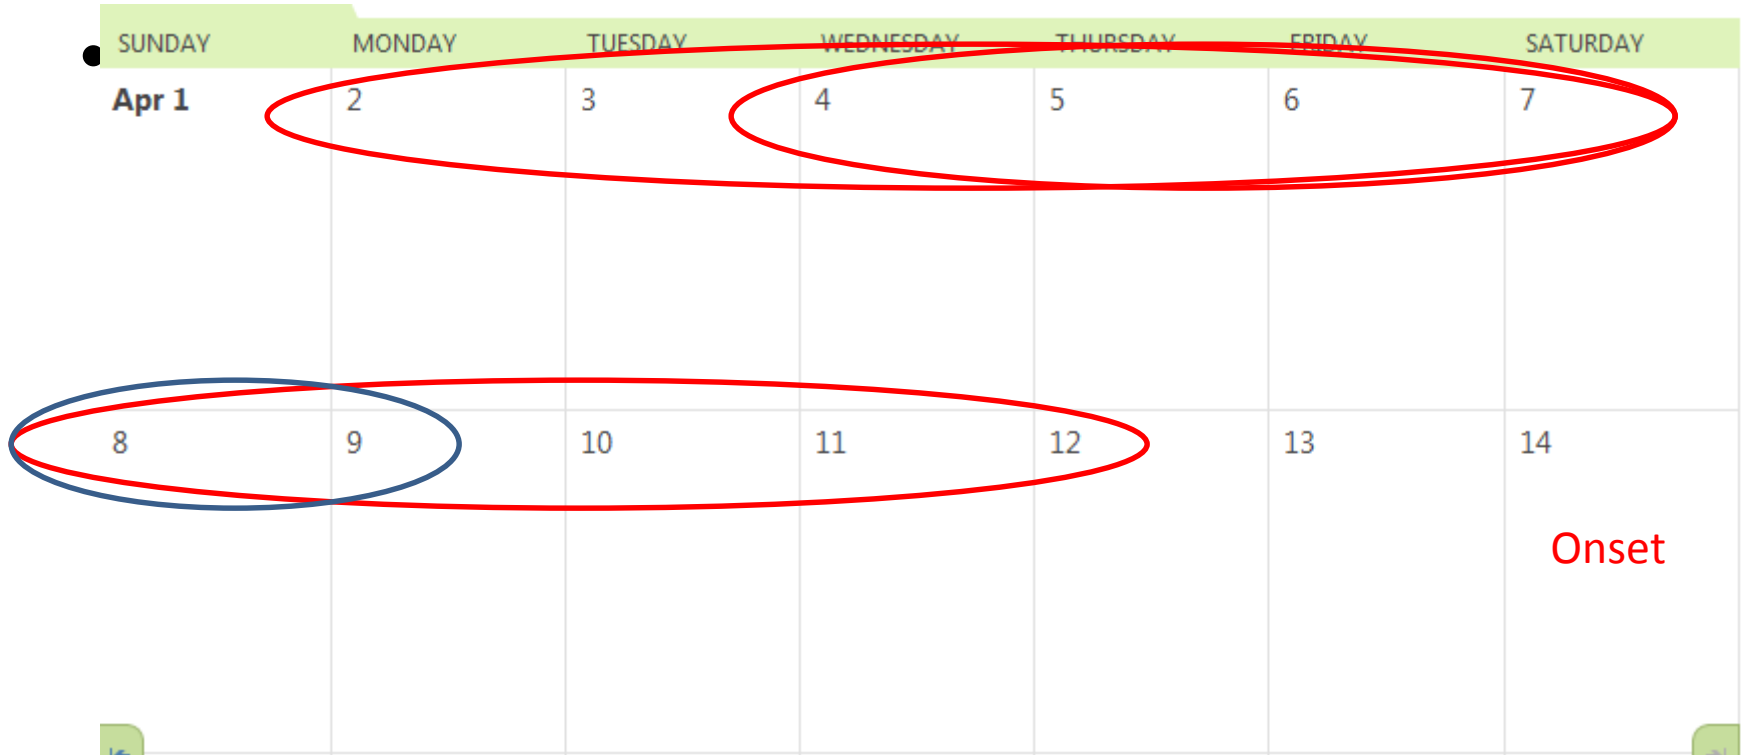 SUNDAY MONDAY TUESDAY WEDNESDAY THURSDAY FRIDAY SATURDAY
Apr 1 2 3 4 5 6 7
8 9 10 11 12 13 14
Onset